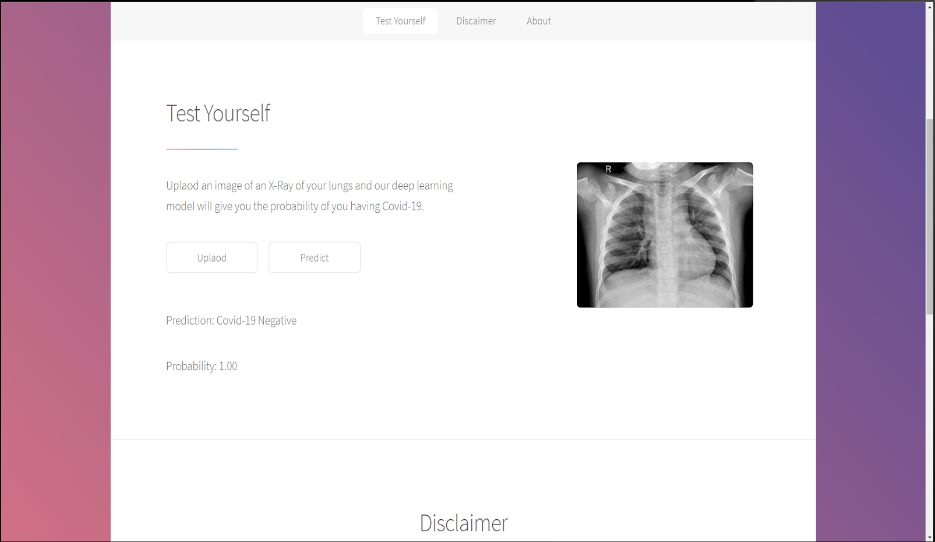 Test Yourself Discaimer About
Test Yourself
R
Uplaod an image of an X-Ray of your lungs and our deep learning
model will give you the probability of you having Covid-19.
Uplaod Predict
Prediction: Covid-19 Negative
Probability: 1.00
Disclaimer